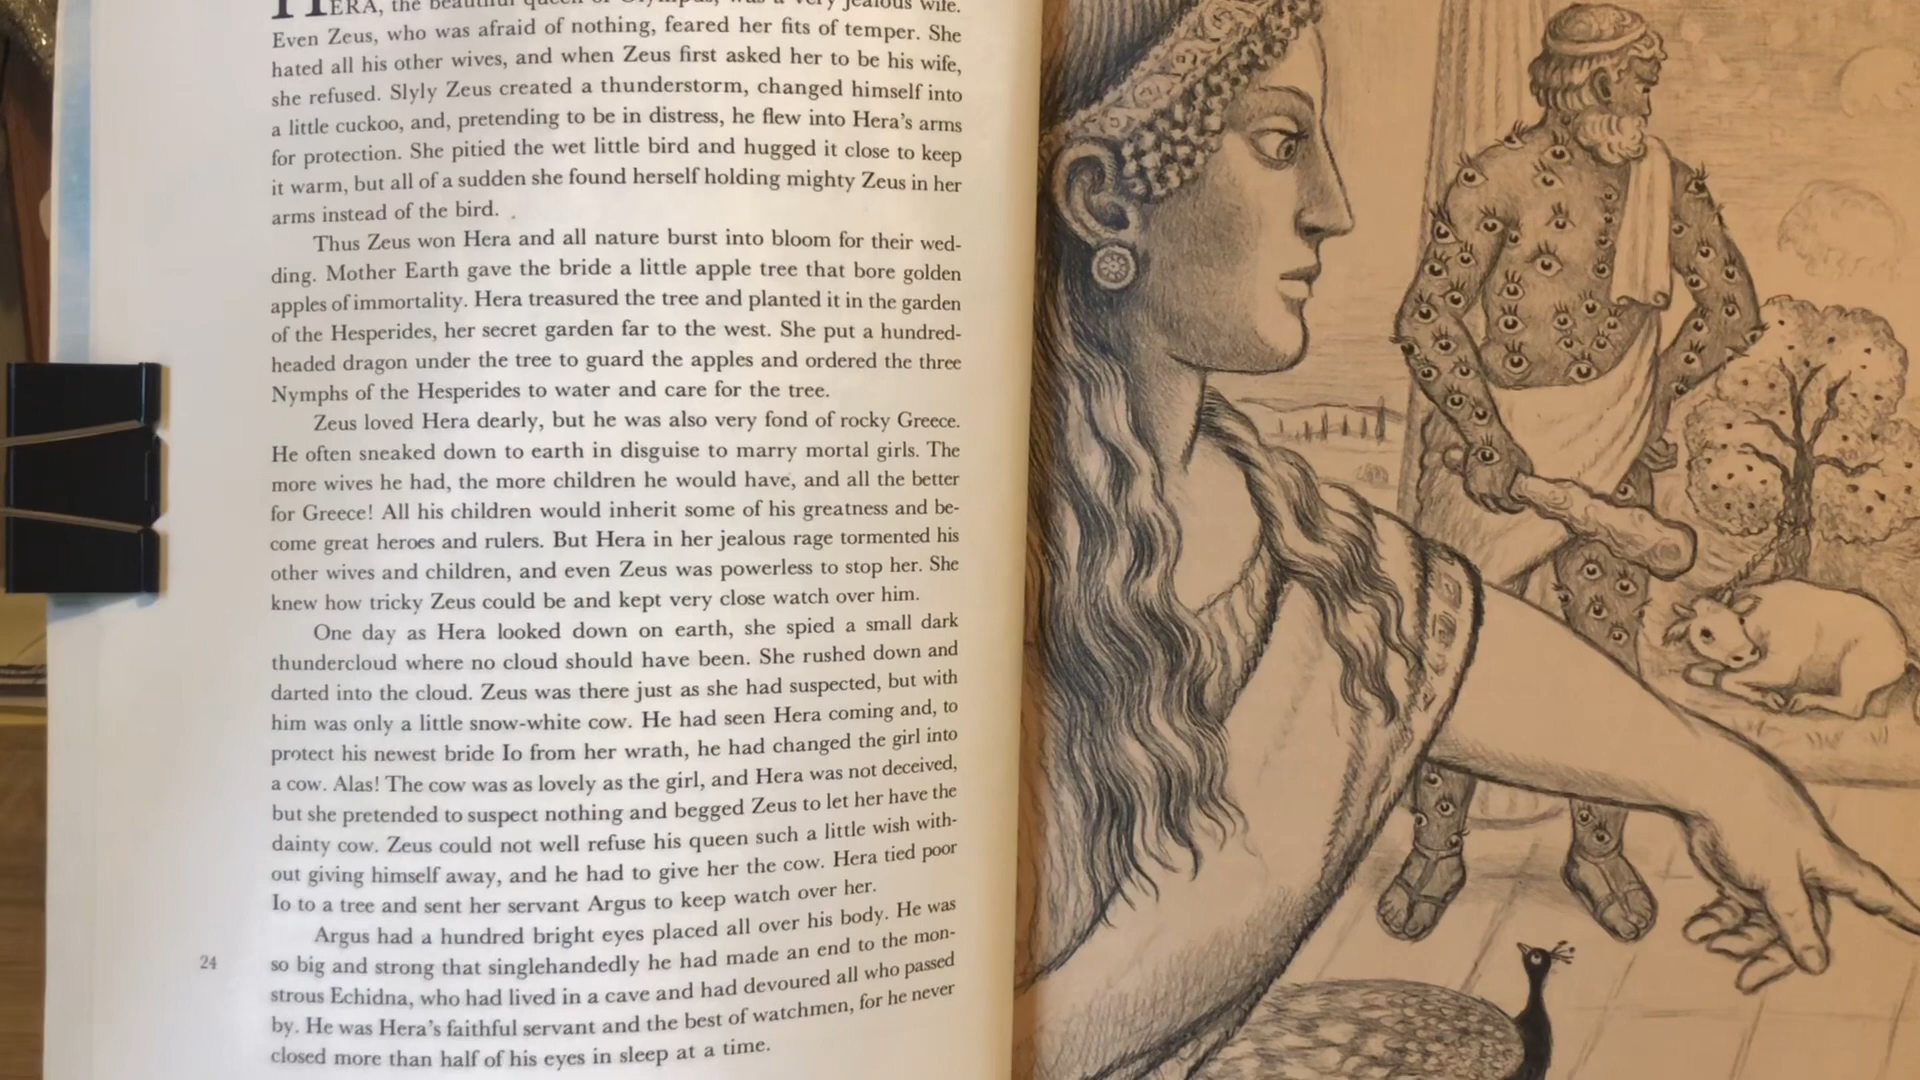 HERA, the beautiful queen of Olympus, was a very jealous wife.
Even Zeus, who was afraid of nothing, feared her fits of temper. She
hated all his other wives, and when Zeus first asked her to be his wife,
she refused. Slyly Zeus created a thunderstorm, changed himself into
a little cuckoo, and, pretending to be in distress, he flew into Hera's arms
for protection. She pitied the wet little bird and hugged it close to keep
it warm, but all of a sudden she found herself holding mighty Zeus in her
arms instead of the bird.
Thus Zeus won Hera and all nature burst into bloom for their wed-
ding. Mother Earth gave the bride a little apple tree that bore golden
apples of immortality. Hera treasured the tree and planted it in the garden
of the Hesperides, her secret garden far to the west. She put a hundred-
headed dragon under the tree to guard the apples and ordered the three
Nymphs of the Hesperides to water and care for the tree.
Zeus loved Hera dearly, but he was also very fond of rocky Greece.
He often sneaked down to earth in disguise to marry mortal girls. The
more wives he had, the more children he would have, and all the better
for Greece! All his children would inherit some of his greatness and be-
come great heroes and rulers. But Hera in her jealous rage tormented his
other wives and children, and even Zeus was powerless to stop her. She
knew how tricky Zeus could be and kept very close watch over him.
One day as Hera looked down on earth, she spied a small dark
thundercloud where no cloud should have been. She rushed down and
darted into the cloud. Zeus was there just as she had suspected, but with
him was only a little snow-white cow. He had seen Hera coming and, to
protect his newest bride Io from her wrath, he had changed the girl into
a cow. Alas! The cow was as lovely as the girl, and Hera was not deceived,
but she pretended to suspect nothing and begged Zeus to let her have the
dainty cow. Zeus could not well refuse his queen such a little wish with-
out giving himself away, and he had to give her the cow. Hera tied poor
Io to a tree and sent her servant Argus to keep watch over her.
Argus had a hundred bright eyes placed all over his body. He was
so big and strong that singlehandedly he had made an end to the mon-
strous Echidna, who had lived in a cave and had devoured all who passed
by. He was Hera's faithful servant and the best of watchmen, for he never
closed more than half of his eyes in sleep at a time.
24